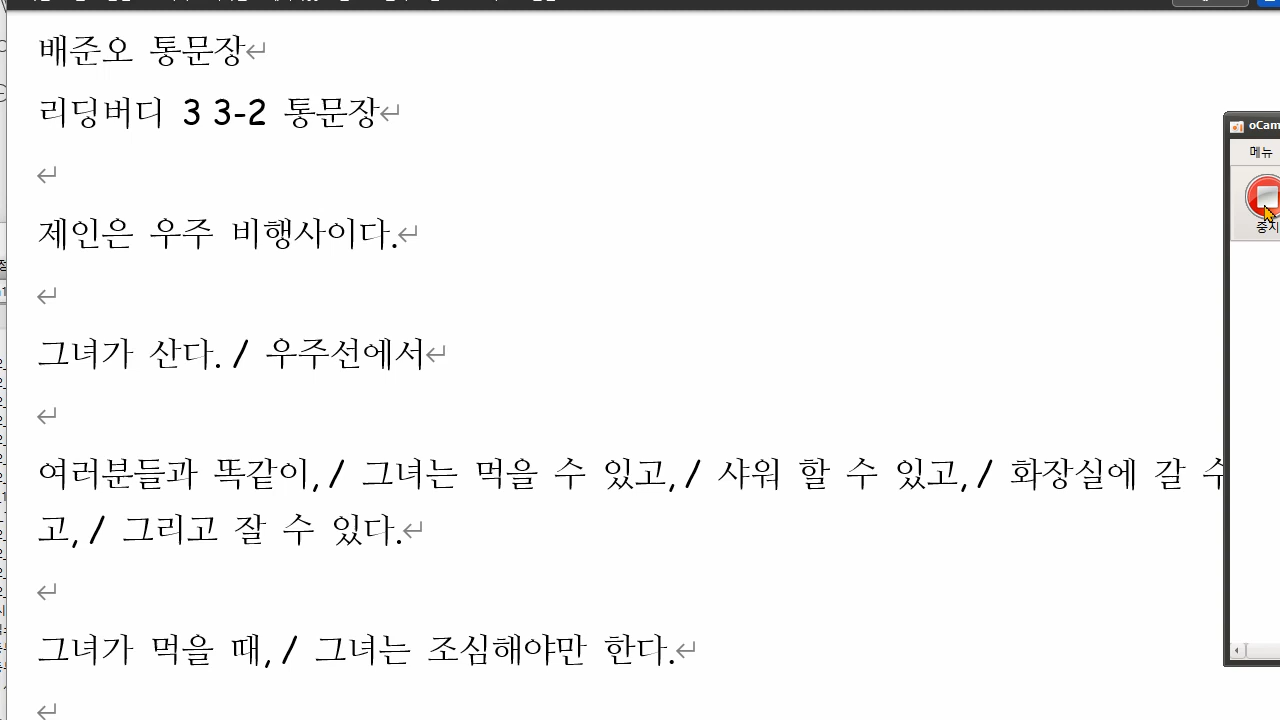 배준오 통문장
리딩버디 3 3-2 통문장
제인은 우주 비행사이다.
그녀가 산다. / 우주선에서
여러분들과 똑같이, / 그녀는 먹을 수 있고, / 샤워 할 수 있고, / 화장실에 갈 수
고, / 그리고 잘 수 있다.
그녀가 먹을 때, / 그녀는 조심해야만 한다.
oCam
메뉴
중지